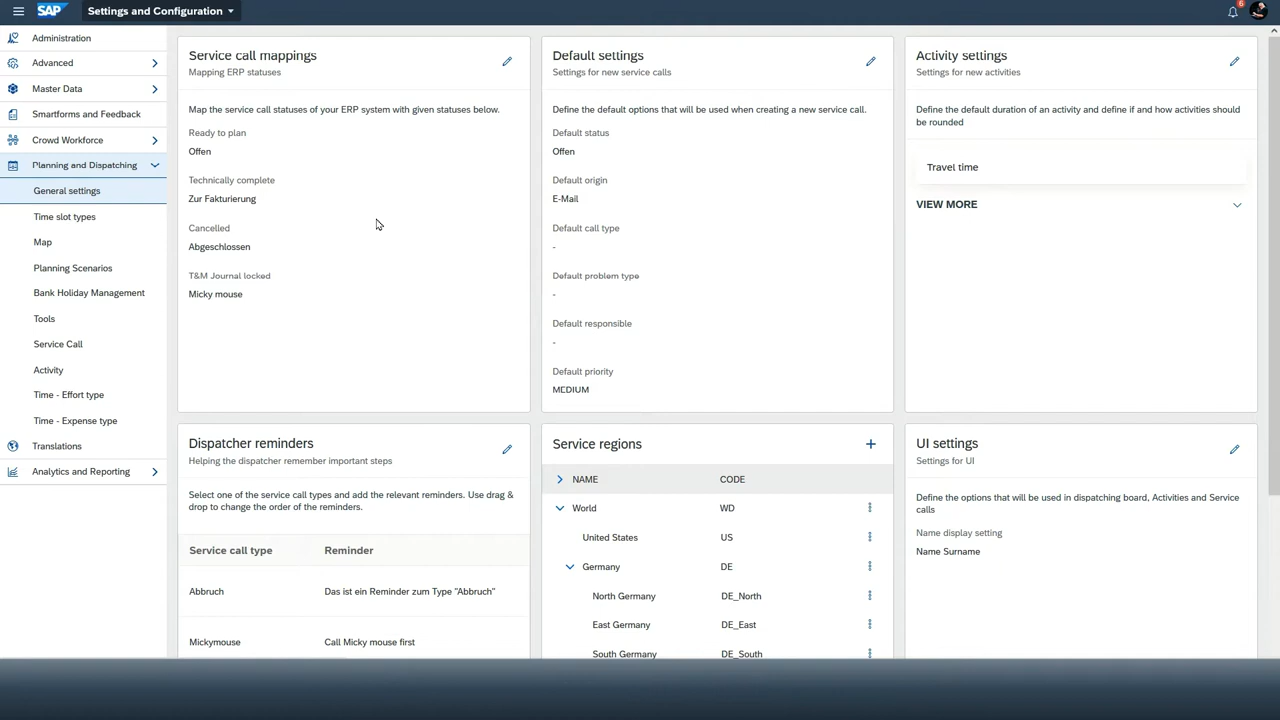 SAP Settings and Configuration
6
Administration
Advanced
Master Data
Smartforms and Feedback
Crowd Workforce
Planning and Dispatching
General settings
Time slot types
Map
Planning Scenarios
Bank Holiday Management
Tools
Service Call
Activity
Time - Effort type
Time - Expense type
Translations
Analytics and Reporting
Service call mappings
Mapping ERP statuses
Map the service call statuses of your ERP system with given statuses below.
Ready to plan
Offen
Technically complete
Zur Fakturierung
Cancelled
Abgeschlossen
T&M Journal locked
Micky mouse
Default settings
Settings for new service calls
Define the default options that will be used when creating a new service call.
Default status
Offen
Default origin
E-Mail
Default call type
-
Default problem type
-
Default responsible
-
Default priority
MEDIUM
Activity settings
Settings for new activities
Define the default duration of an activity and define if and how activities should
be rounded
Travel time
VIEW MORE
Dispatcher reminders
Helping the dispatcher remember important steps
Select one of the service call types and add the relevant reminders. Use drag &
drop to change the order of the reminders.
Service call type Reminder
Abbruch Das ist ein Reminder zum Type "Abbruch"
Mickymouse Call Micky mouse first
Service regions
NAME CODE
World WD
United States US
Germany DE
North Germany DE_North
East Germany DE_East
South Germany DE_South
UI settings
Settings for UI
Define the options that will be used in dispatching board, Activities and Service
calls
Name display setting
Name Surname